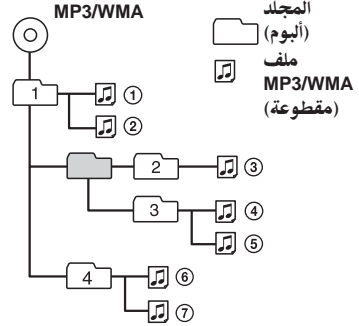 MP3/WMA
المجلد
(ألبوم)
ملف
MP3/WMA
(مقطوعة)
1
①
②
2
③
3
④
⑤
4
⑥
⑦